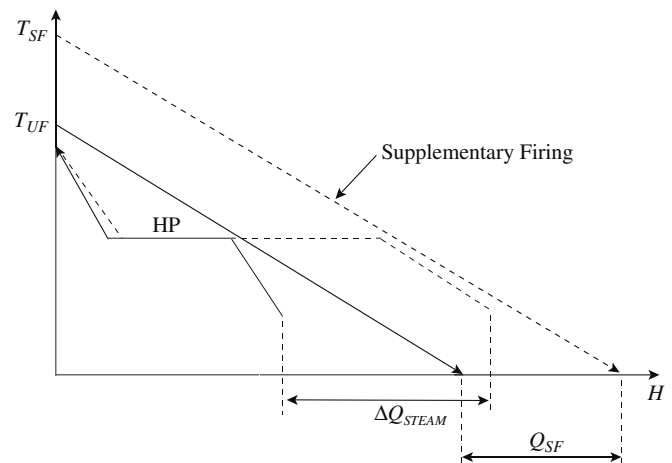 T_SF
T_UF
Supplementary Firing
HP
H
ΔQ_STEAM
Q_SF